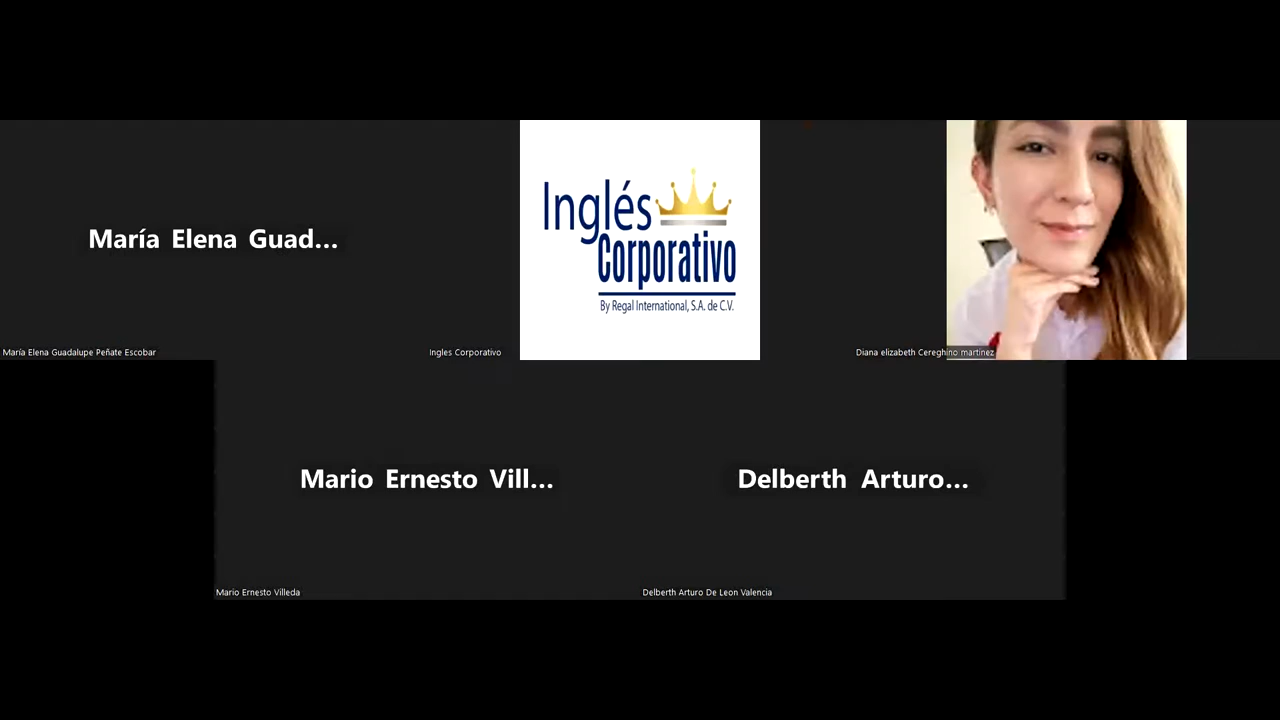 María Elena Guad...
Inglés
Corporativo
By Regal International, S.A. de C.V.
María Elena Guadalupe Peñate Escobar
Ingles Corporativo
Diana elizabeth Cereghino martinez
Mario Ernesto Vill...
Delberth Arturo...
Mario Ernesto Villeda
Delberth Arturo De Leon Valencia